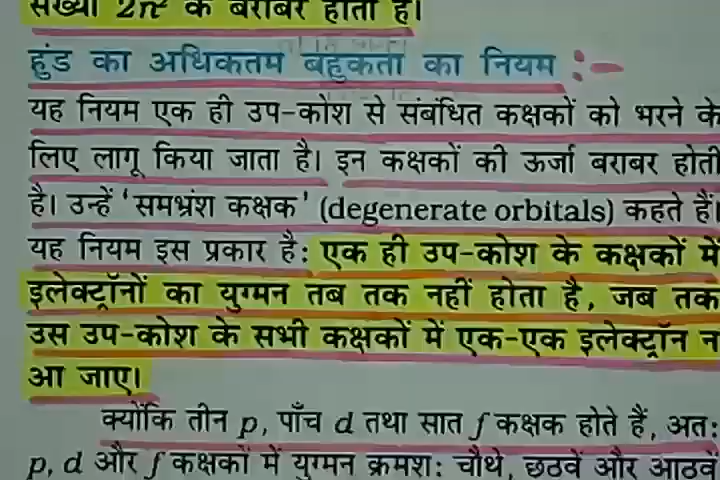 संख्या 2n² के बराबर होती है।
हुंड का अधिकतम बहुकता का नियम :-
यह नियम एक ही उप-कोश से संबंधित कक्षकों को भरने के
लिए लागू किया जाता है। इन कक्षकों की ऊर्जा बराबर होती
है। उन्हें 'समभ्रंश कक्षक' (degenerate orbitals) कहते हैं।
यह नियम इस प्रकार है: एक ही उप-कोश के कक्षकों में
इलेक्ट्रॉनों का युग्मन तब तक नहीं होता है, जब तक
उस उप-कोश के सभी कक्षकों में एक-एक इलेक्ट्रॉन न
आ जाए।
क्योंकि तीन p, पाँच d तथा सात f कक्षक होते हैं, अत:
p, d और f कक्षकों में युग्मन क्रमश: चौथे, छठवें और आठवें